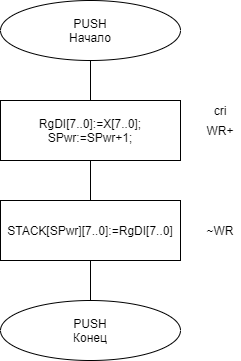 PUSH
Начало
RgDI[7..0]:=X[7..0];
SPwr:=SPwr+1;
cri
WR+
STACK[SPwr][7..0]:=RgDI[7..0]
~WR
PUSH
Конец